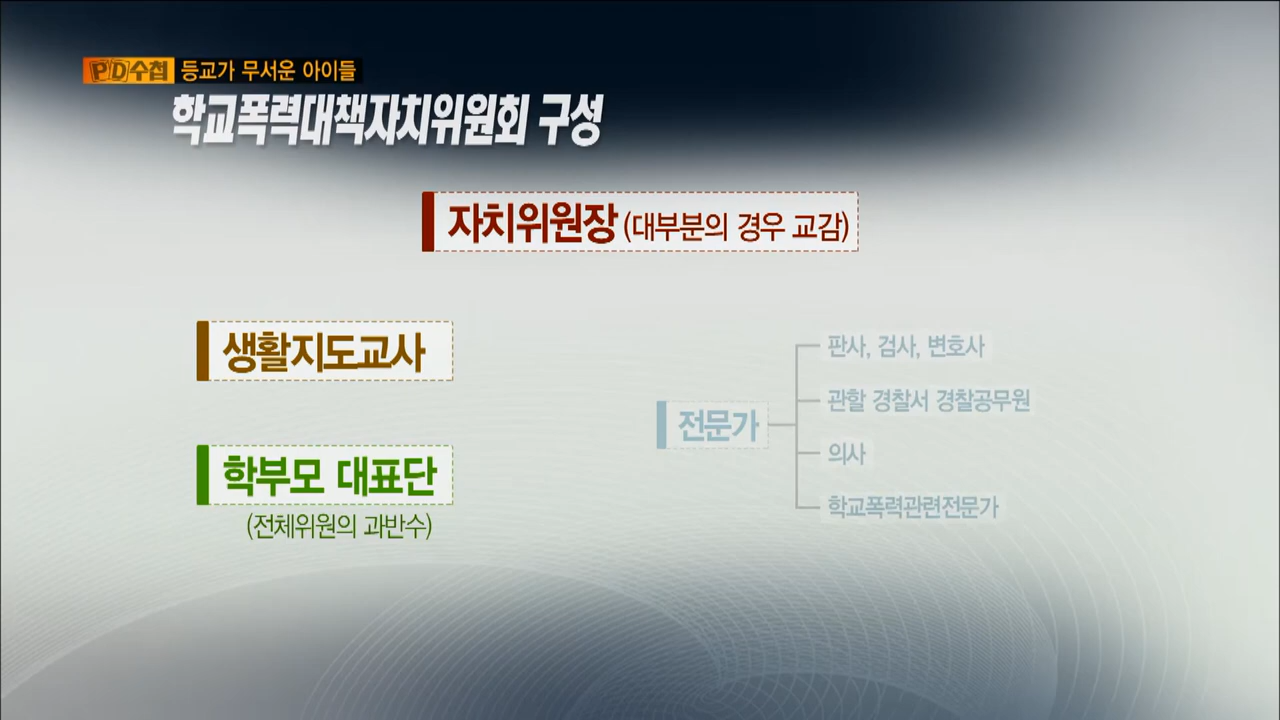 PD수첩 등교가 무서운 아이들
학교폭력대책자치위원회 구성
자치위원장 (대부분의 경우 교감)
생활지도교사
학부모 대표단
(전체위원의 과반수)
전문가
판사, 검사, 변호사
관할 경찰서 경찰공무원
의사
학교폭력관련전문가